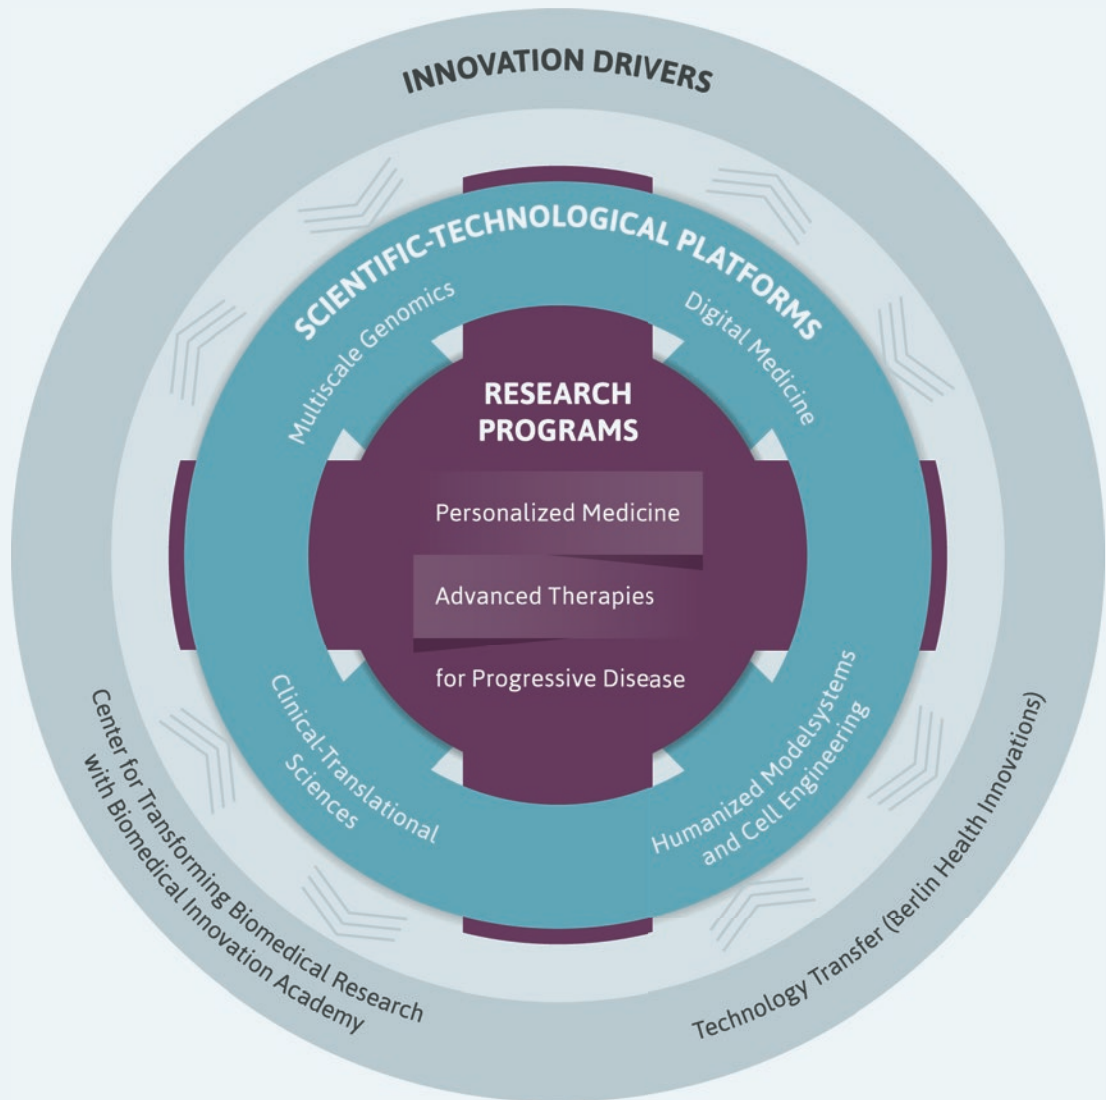 INNOVATION DRIVERS
SCIENTIFIC-TECHNOLOGICAL PLATFORMS
Multiscale Genomics
Digital Medicine
RESEARCH
PROGRAMS
Personalized Medicine
Advanced Therapies
for Progressive Disease
Clinical-Translational
Sciences
Humanized Modelsystems
and Cell Engineering
Center for Transforming Biomedical Research
with Biomedical Innovation Academy
Technology Transfer (Berlin Health Innovations)